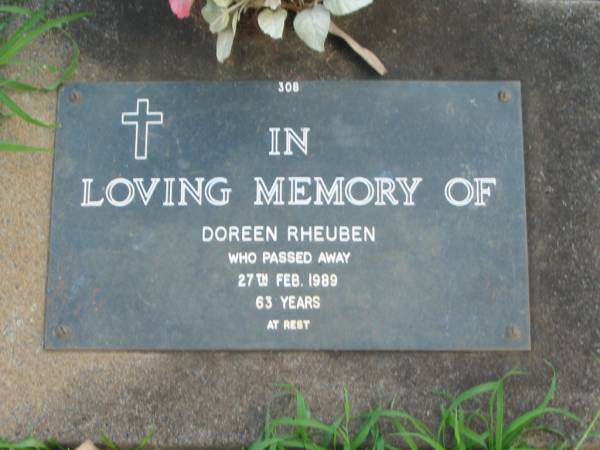 308
IN
LOVING MEMORY OF
DOREEN RHEUBEN
WHO PASSED AWAY
27TH FEB. 1989
63 YEARS
AT REST